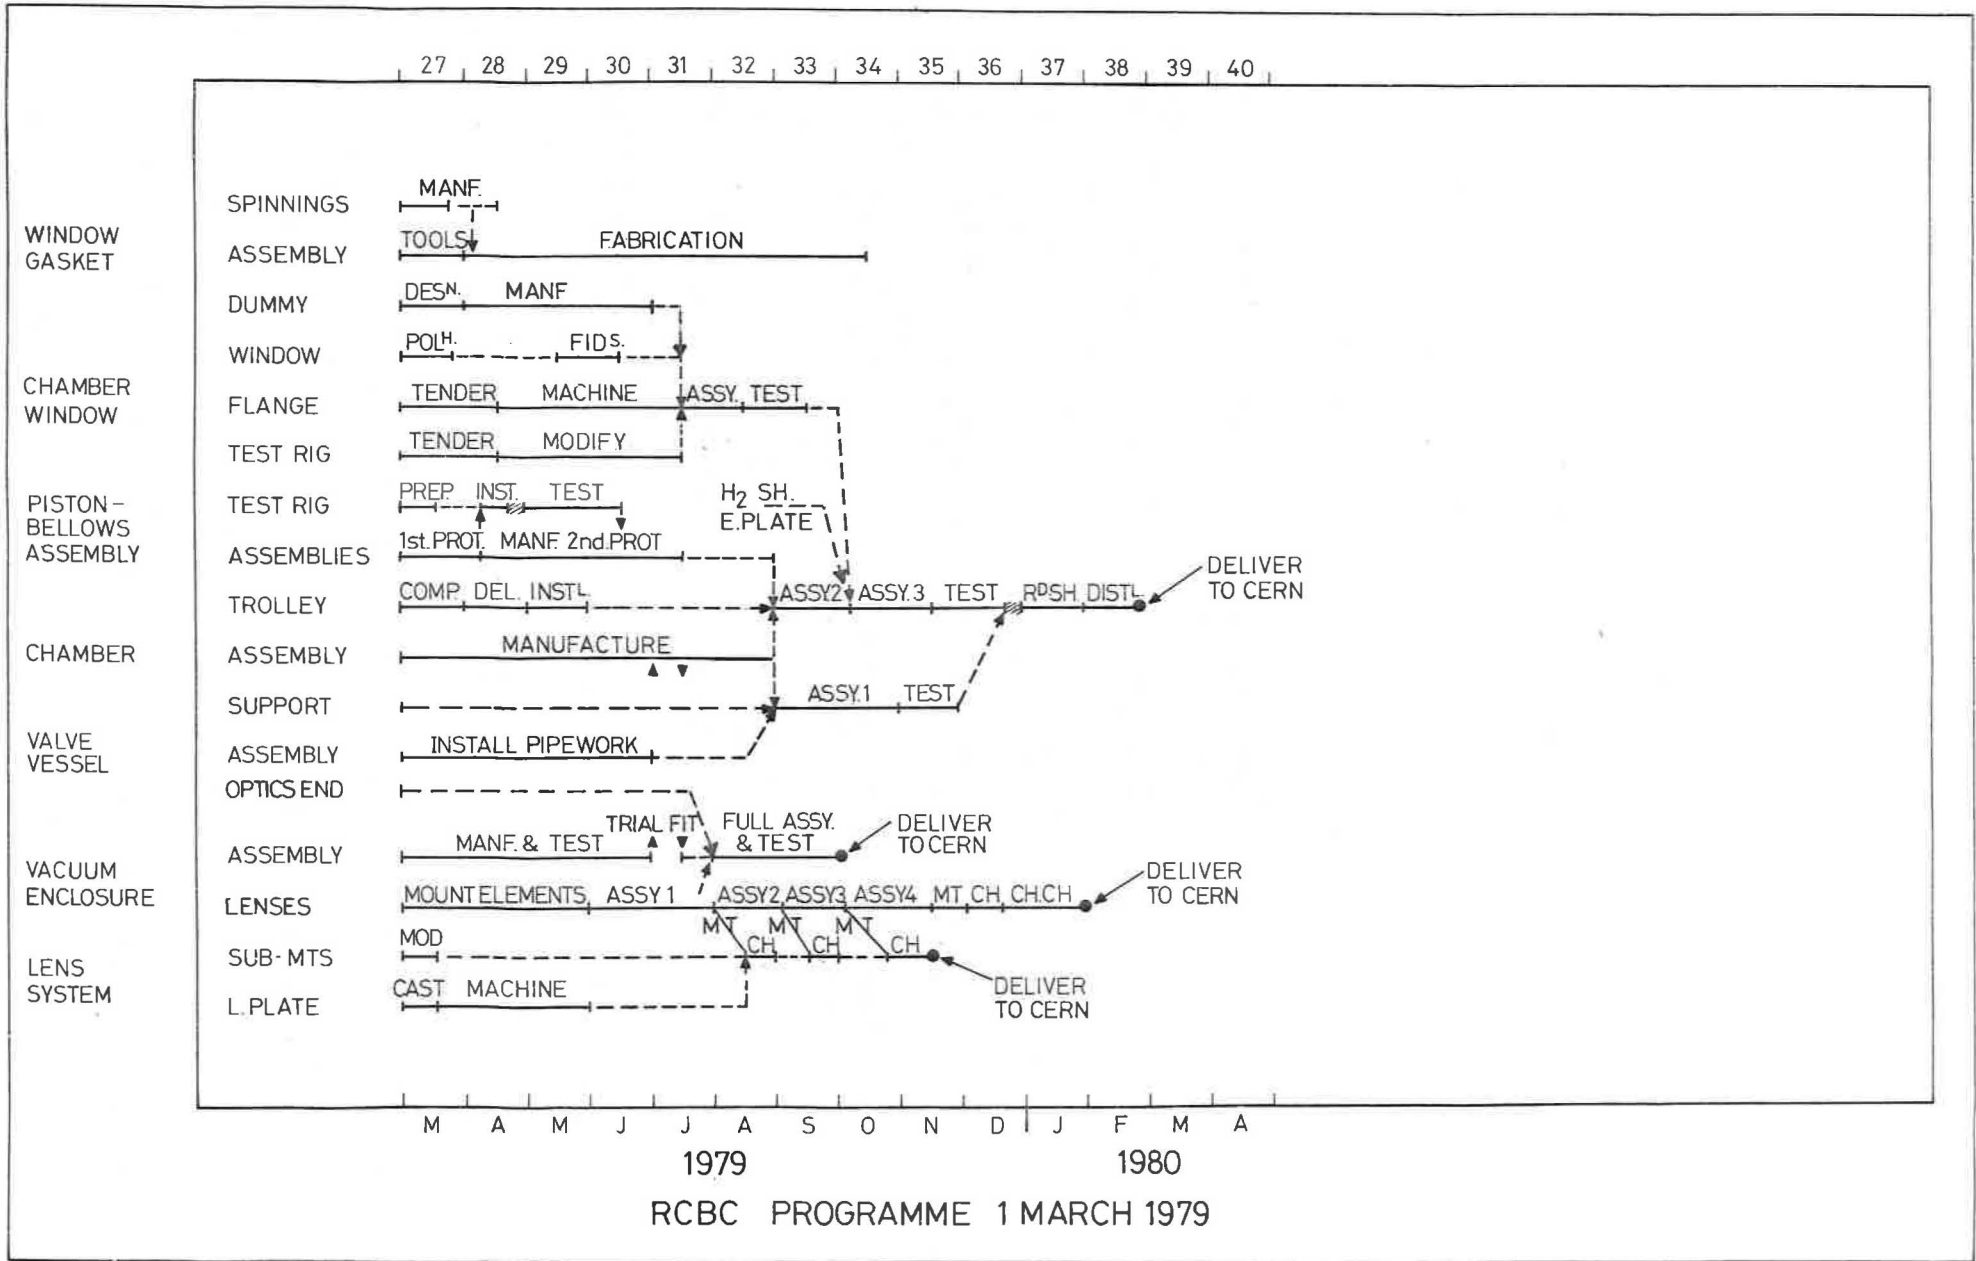 27 28 29 30 31 32 33 34 35 36 37 38 39 40
MANF.
SPINNINGS
WINDOW
GASKET
TOOLS FABRICATION
ASSEMBLY
DESN. MANF
DUMMY
POLH. FIDS.
WINDOW
CHAMBER
WINDOW
TENDER MACHINE ASSY. TEST
FLANGE
TENDER MODIFY
TEST RIG
PISTON-
BELLOWS
ASSEMBLY
PREP. INST. TEST
TEST RIG
H2 SH.
E.PLATE
1st.PROT. MANF. 2nd.PROT
ASSEMBLIES
COMP. DEL. INSTL. ASSY2 ASSY.3 TEST RDSH. DISTL.
TROLLEY
DELIVER
TO CERN
CHAMBER
MANUFACTURE
ASSEMBLY
ASSY.1 TEST
SUPPORT
VALVE
VESSEL
INSTALL PIPEWORK
ASSEMBLY
OPTICS END
TRIAL FIT FULL ASSY.
MANF. & TEST & TEST
ASSEMBLY
DELIVER
TO CERN
VACUUM
ENCLOSURE
MOUNT ELEMENTS ASSY 1 ASSY2 ASSY3 ASSY4 MT CH. CH.CH
LENSES
DELIVER
TO CERN
MT MT MT
MOD CH. CH. CH
SUB-MTS
DELIVER
TO CERN
LENS
SYSTEM
CAST MACHINE
L.PLATE
M A M J J A S O N D J F M A
1979 1980
RCBC PROGRAMME 1 MARCH 1979